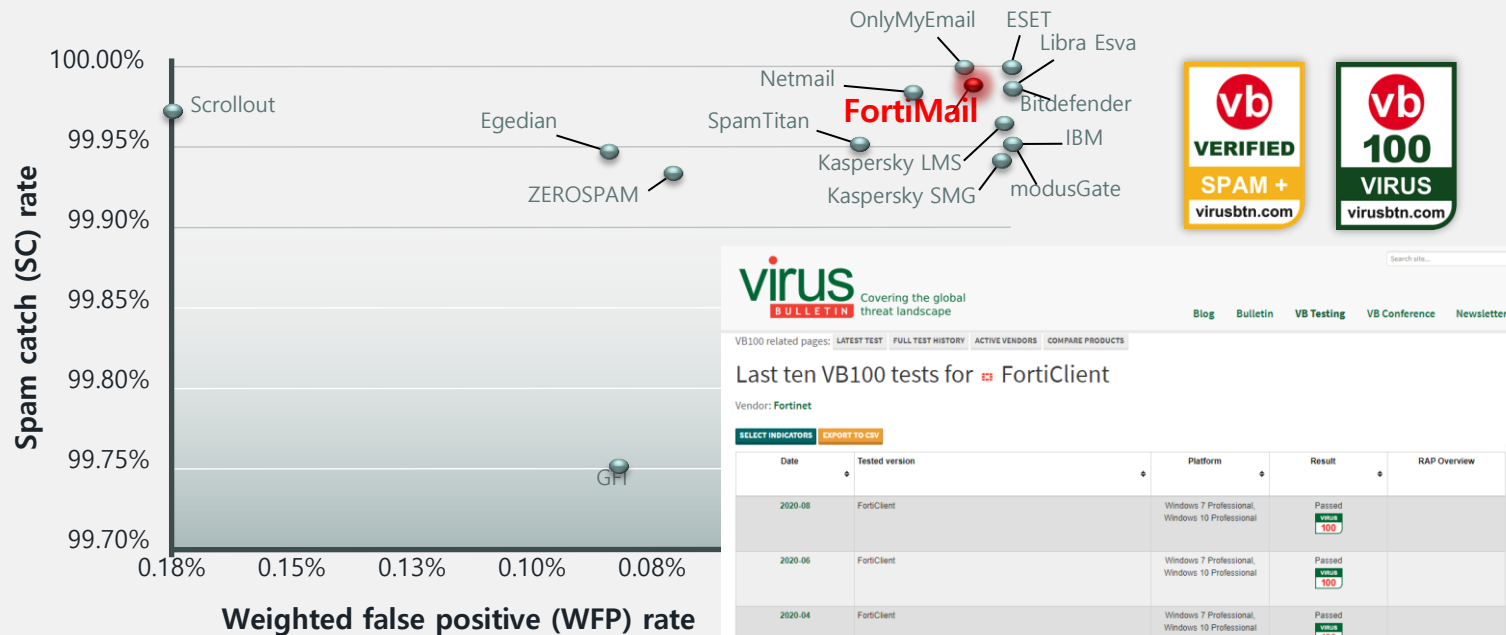 OnlyMyEmail
ESET
Libra Esva
100.00%
Netmail
Scrollout
FortiMail
Bitdefender
Egedian
SpamTitan
99.95%
IBM
Kaspersky LMS
ZEROSPAM
Kaspersky SMG
modusGate
99.90%
99.85%
99.80%
99.75%
GFI
99.70%
0.18%
0.15%
0.13%
0.10%
0.08%
Spam catch (SC) rate
Weighted false positive (WFP) rate
vb
VERIFIED
SPAM +
virusbtn.com
vb
100
VIRUS
virusbtn.com
Search site...
virus
BULLETIN
Covering the global
threat landscape
Blog Bulletin VB Testing VB Conference Newsletter
VB100 related pages: LATEST TEST FULL TEST HISTORY ACTIVE VENDORS COMPARE PRODUCTS
Last ten VB100 tests for FortiClient
Vendor: Fortinet
SELECT INDICATORS EXPORT TO CSV
Date Tested version Platform Result RAP Overview
2020-08 FortiClient Windows 7 Professional, Passed
Windows 10 Professional VIRUS
100
2020-06 FortiClient Windows 7 Professional, Passed
Windows 10 Professional VIRUS
100
2020-04 FortiClient Windows 7 Professional, Passed
Windows 10 Professional VIRUS